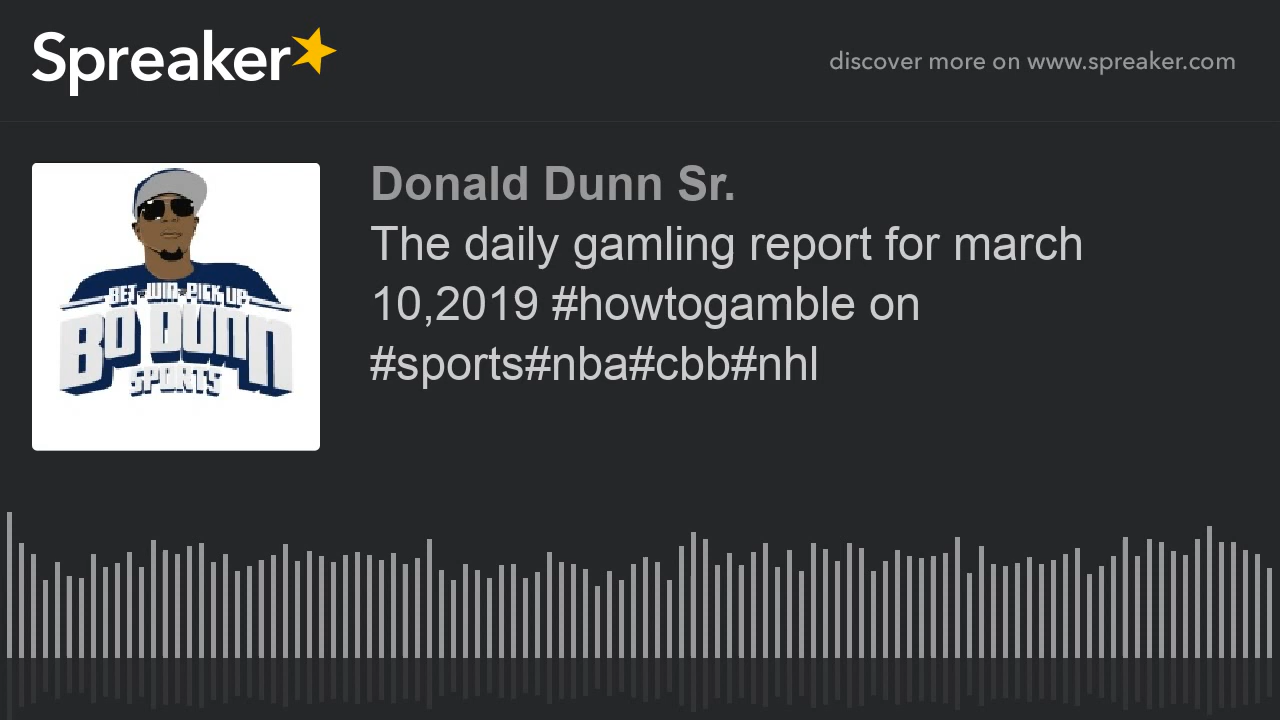 Spreaker
discover more on www.spreaker.com
Donald Dunn Sr.
The daily gamling report for march
10,2019 #howtogamble on
#sports#nba#cbb#nhl
BET WIN PICK UP
BO DUNN
SPORTS